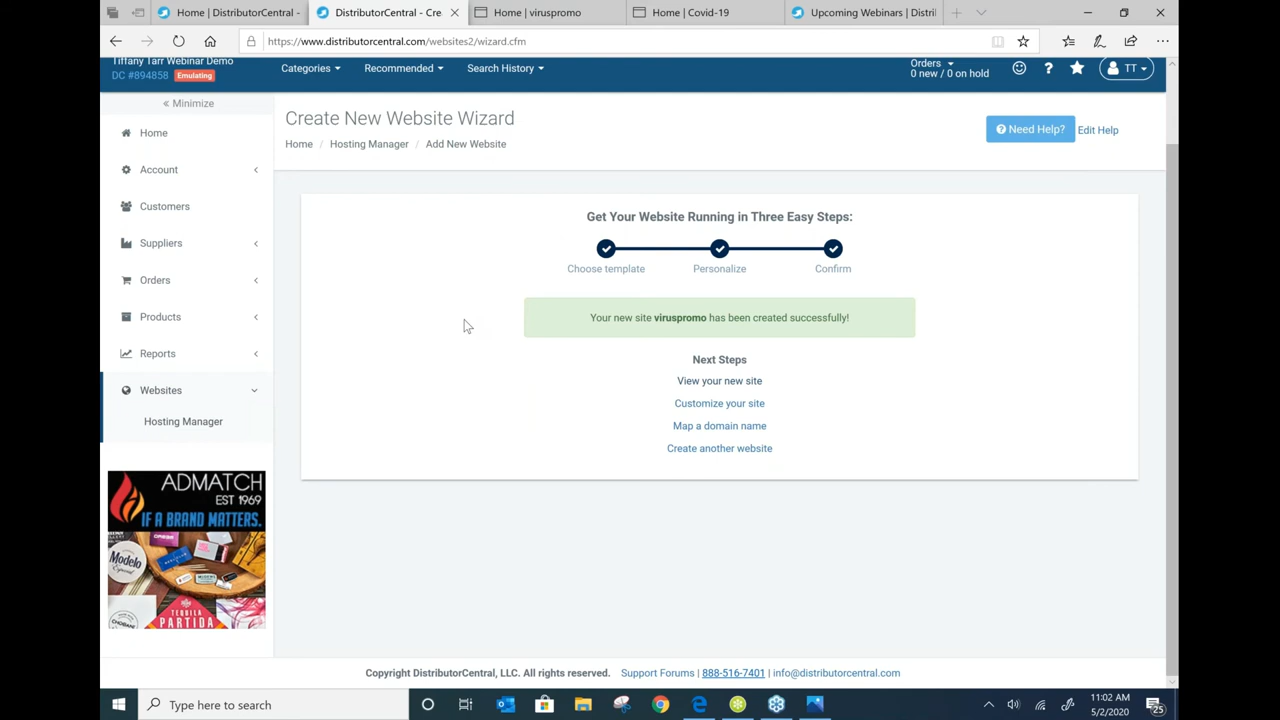 Home | DistributorCentral -
DistributorCentral - Cre
Home | viruspromo
Home | Covid-19
Upcoming Webinars | Distri
https://www.distributorcentral.com/websites2/wizard.cfm
Tiffany Tarr Webinar Demo
DC #894858 Emulating
Categories
Recommended
Search History
Orders
0 new / 0 on hold
TT
« Minimize
Home
Account
Customers
Suppliers
Orders
Products
Reports
Websites
Hosting Manager
ADMATCH
EST 1969
IF A BRAND MATTERS.
Modelo
Especial
TEQUILA
PARTIDA
CHOBANI
Create New Website Wizard
Home / Hosting Manager / Add New Website
Need Help? Edit Help
Get Your Website Running in Three Easy Steps:
Choose template Personalize Confirm
Your new site viruspromo has been created successfully!
Next Steps
View your new site
Customize your site
Map a domain name
Create another website
Copyright DistributorCentral, LLC. All rights reserved. Support Forums | 888-516-7401 | info@distributorcentral.com
Type here to search
11:02 AM
5/2/2020
25